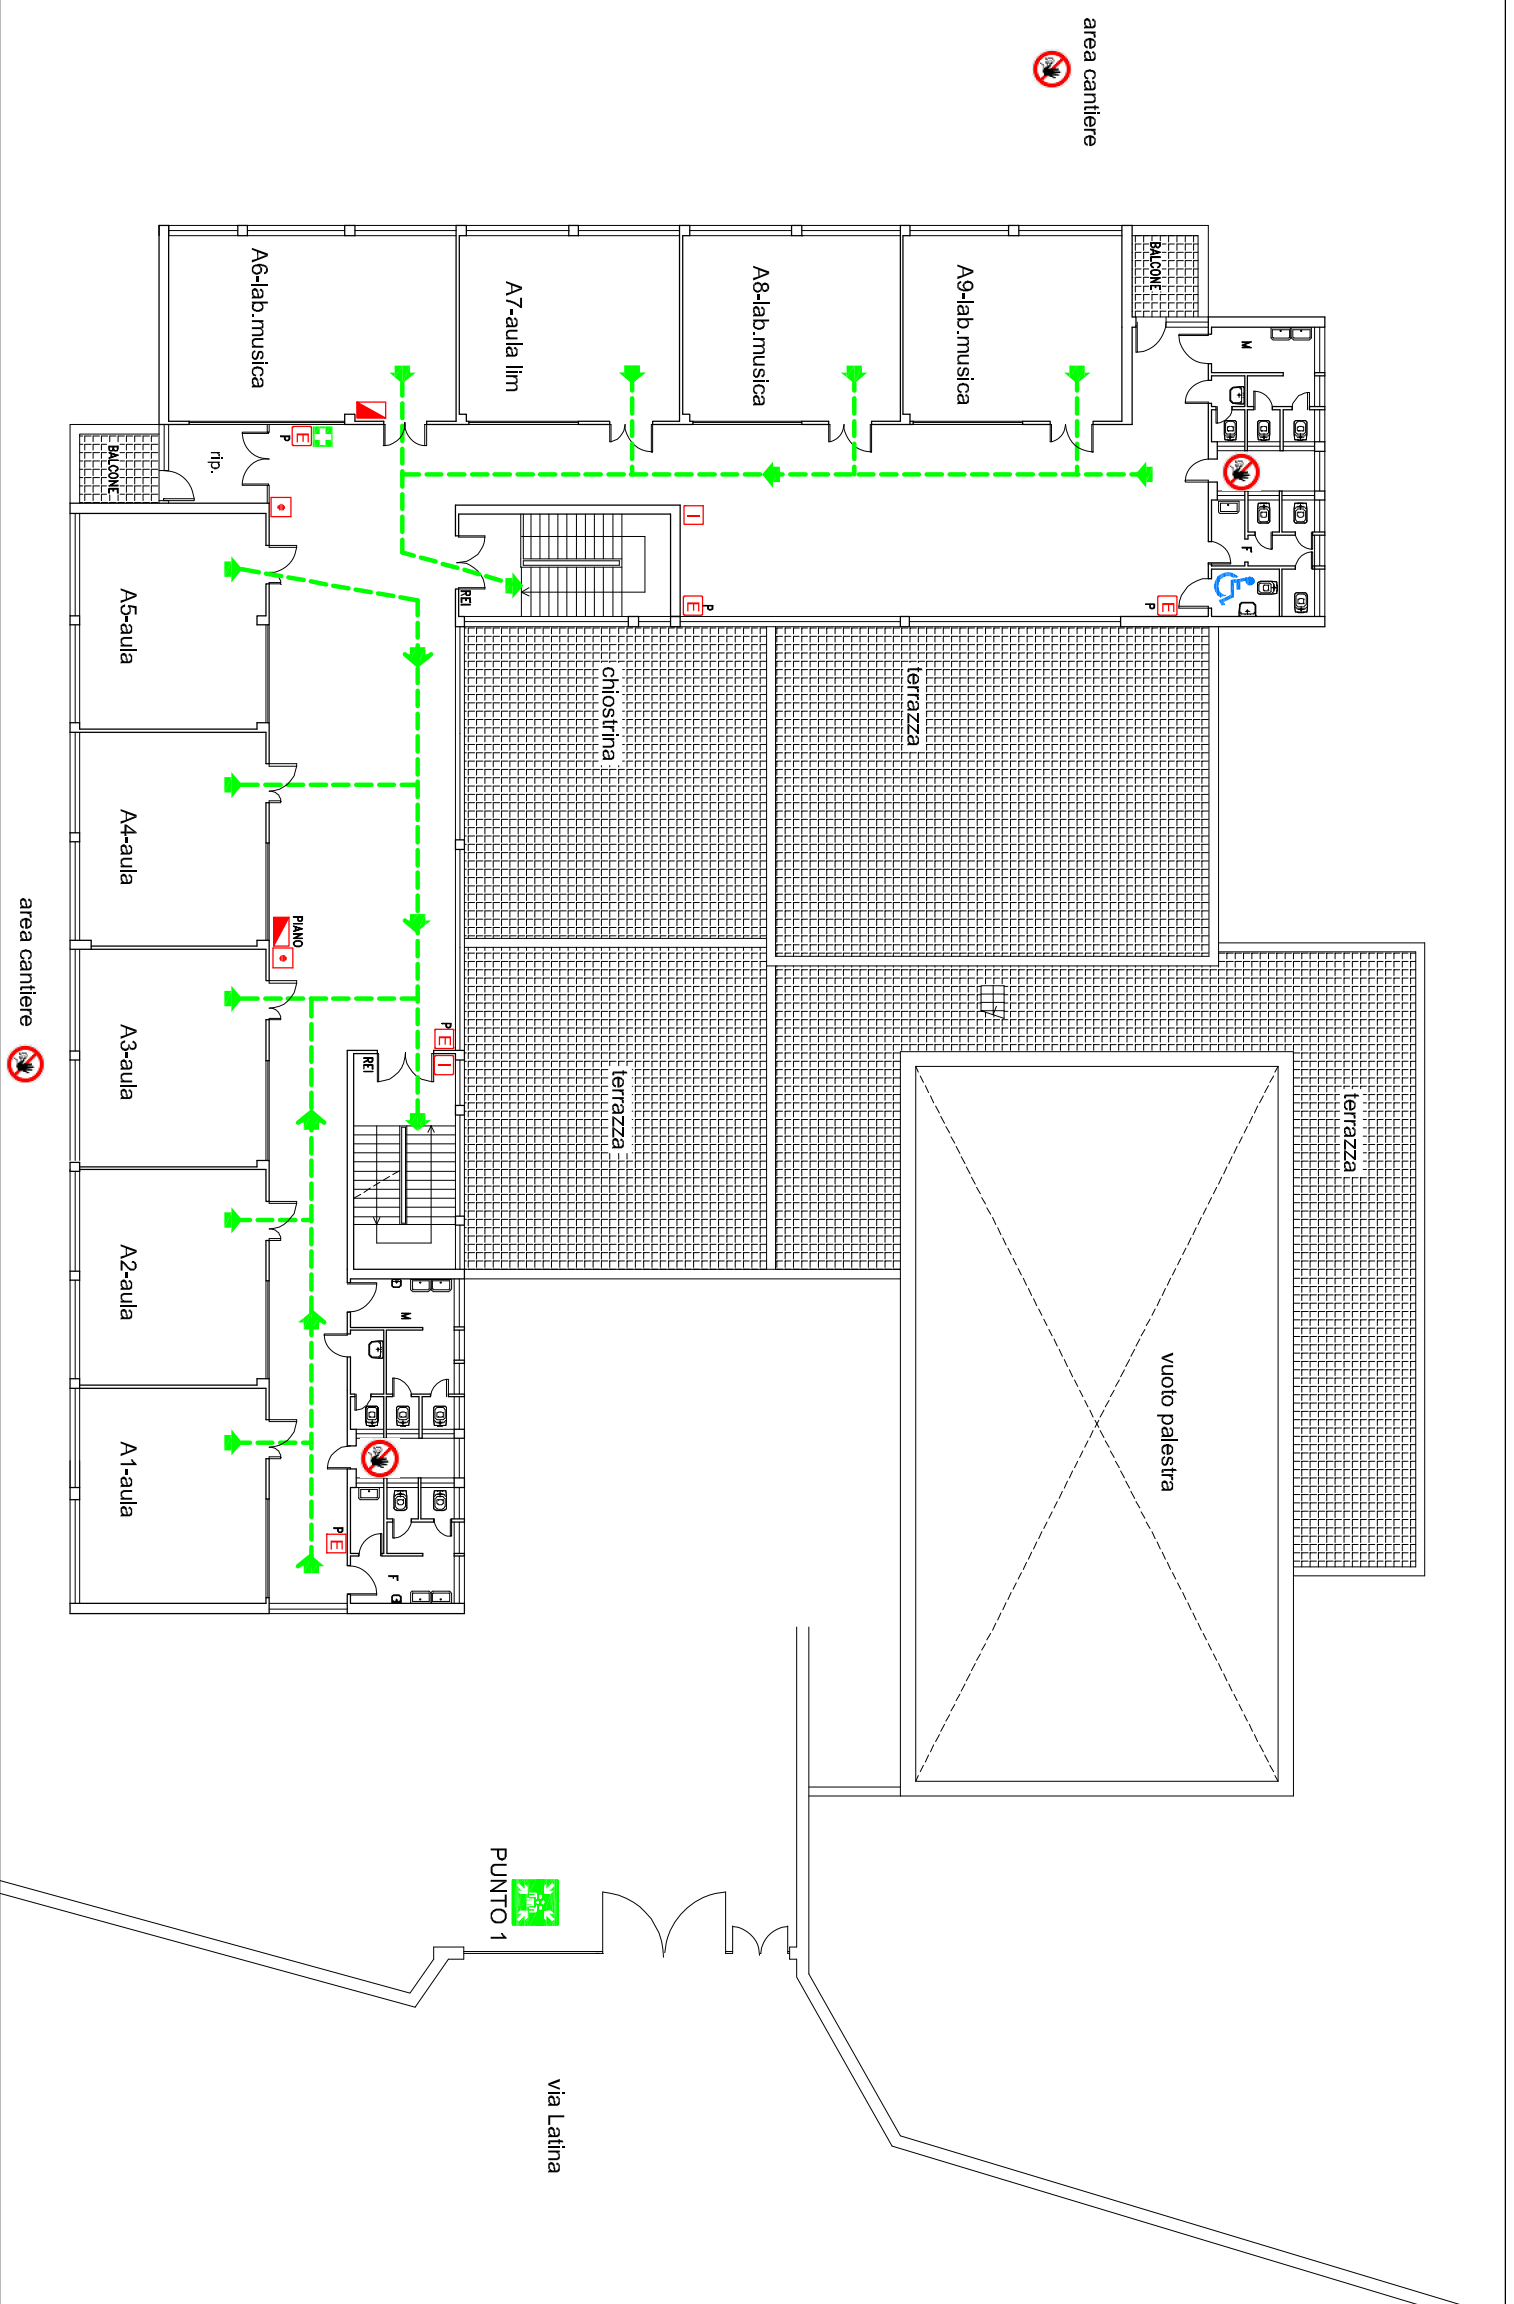 area cantiere
BALCONE
M
A9-lab.musica
A8-lab.musica
A7-aula lim
A6-lab.musica
F
E
P
I
E
P
E
P
rip.
BALCONE
REI
A5-aula
A4-aula
A3-aula
A2-aula
A1-aula
chiostrina
terrazza
terrazza
terrazza
vuoto palestra
PIANO
P
E
I
REI
M
P
E
F
area cantiere
PUNTO 1
via Latina